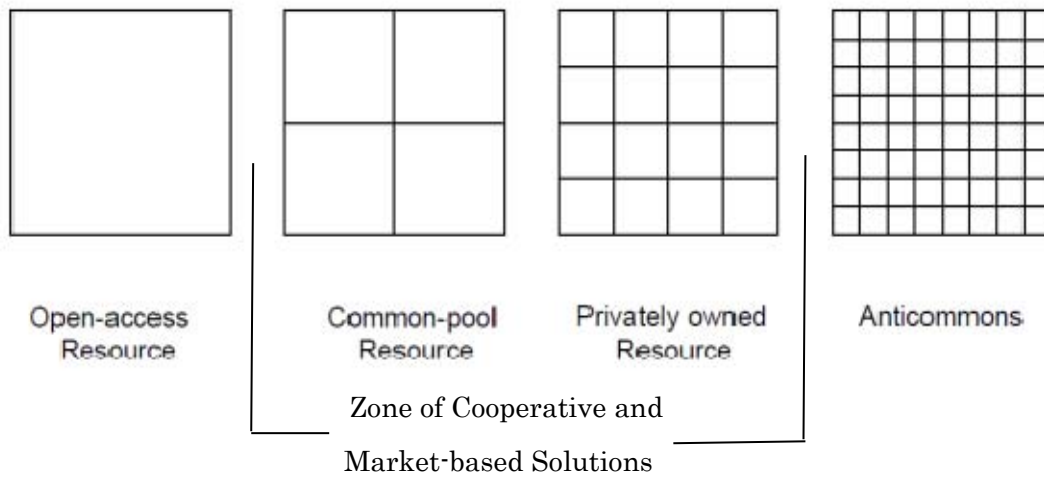 Open-access
Resource
Common-pool
Resource
Privately owned
Resource
Anticommons
Zone of Cooperative and
Market-based Solutions